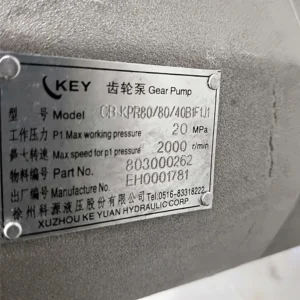 KEY 齿轮泵 Gear Pump
型号 Model CB-KPR80/80/40B1F1J1
工作压力 P1 Max working pressure 20 MPa
最大转速 Max speed for p1 pressure 2000 r/min
物料编码 Part No. 803000262
出厂编号 Manufacture No. EH0001781
徐州科源液压股份有限公司 Tel:0516-83318222
XUZHOU KE YUAN HYDRAULIC CORP